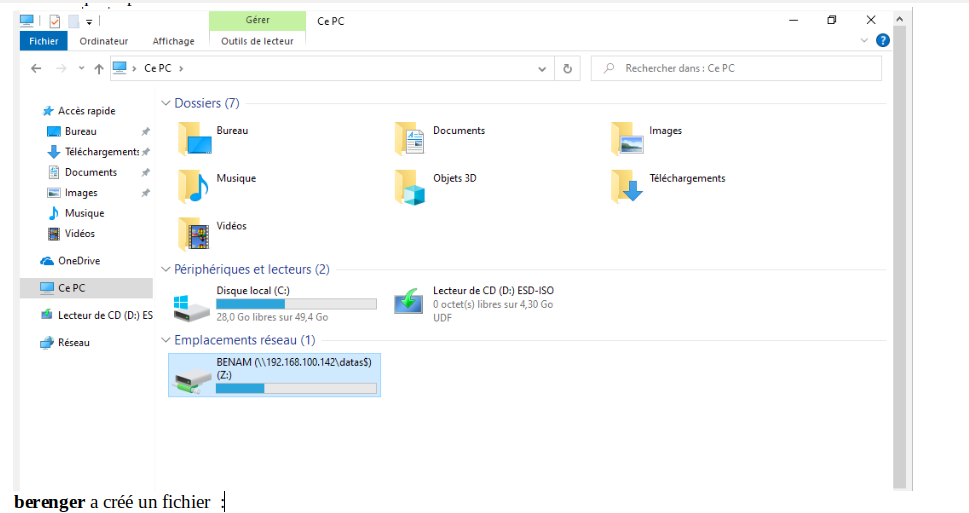 Gérer
Ce PC
Fichier
Ordinateur
Affichage
Outils de lecteur
Ce PC
Rechercher dans : Ce PC
Accès rapide
Bureau
Téléchargements
Documents
Images
Musique
Vidéos
OneDrive
Ce PC
Lecteur de CD (D:) ES
Réseau
Dossiers (7)
Bureau
Documents
Images
Musique
Objets 3D
Téléchargements
Vidéos
Périphériques et lecteurs (2)
Disque local (C:)
28,0 Go libres sur 49,4 Go
Lecteur de CD (D:) ESD-ISO
0 octet(s) libres sur 4,30 Go
UDF
Emplacements réseau (1)
BENAM (\\192.168.100.142\datas$)
(Z:)
berenger a créé un fichier :